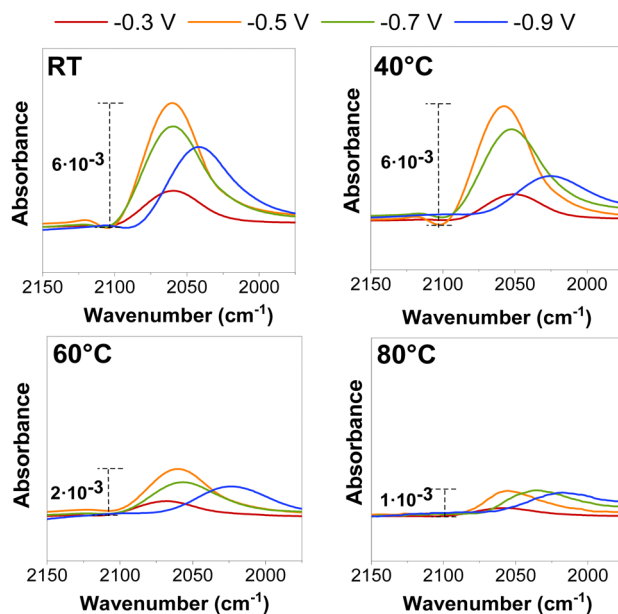 -0.3 V -0.5 V -0.7 V -0.9 V
RT
6·10⁻³
Absorbance
2150 2100 2050 2000
Wavenumber (cm⁻¹)
40°C
6·10⁻³
Absorbance
2150 2100 2050 2000
Wavenumber (cm⁻¹)
60°C
2·10⁻³
Absorbance
2150 2100 2050 2000
Wavenumber (cm⁻¹)
80°C
1·10⁻³
Absorbance
2150 2100 2050 2000
Wavenumber (cm⁻¹)